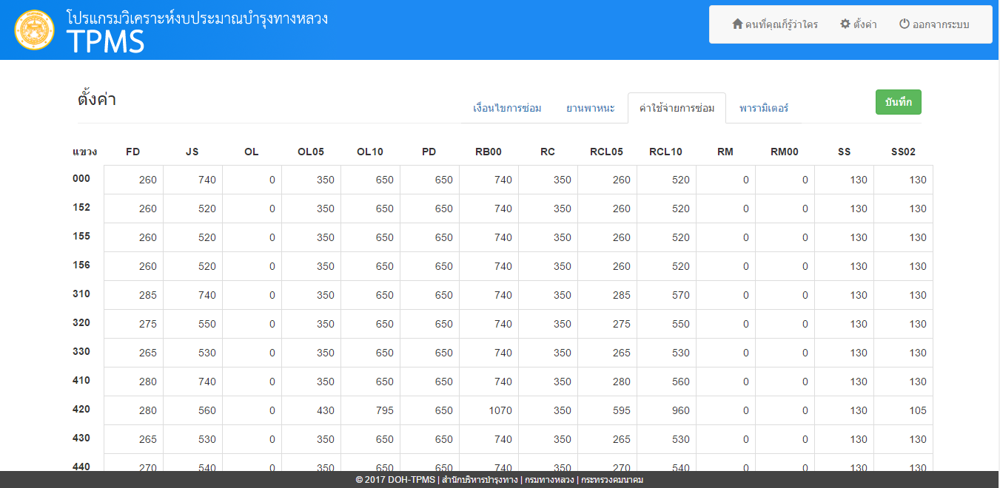 โปรแกรมวิเคราะห์งบประมาณบำรุงทางหลวง
TPMS
คนที่คุณก็รู้ว่าใคร ตั้งค่า ออกจากระบบ
ตั้งค่า
เงื่อนไขการซ่อม ยานพาหนะ ค่าใช้จ่ายการซ่อม พารามิเตอร์ บันทึก
แขวง FD JS OL OL05 OL10 PD RB00 RC RCL05 RCL10 RM RM00 SS SS02
000 260 740 0 350 650 650 740 350 260 520 0 0 130 130
152 260 520 0 350 650 650 740 350 260 520 0 0 130 130
155 260 520 0 350 650 650 740 350 260 520 0 0 130 130
156 260 520 0 350 650 650 740 350 260 520 0 0 130 130
310 285 740 0 350 650 650 740 350 285 570 0 0 130 130
320 275 550 0 350 650 650 740 350 275 550 0 0 130 130
330 265 530 0 350 650 650 740 350 265 530 0 0 130 130
410 280 740 0 350 650 650 740 350 280 560 0 0 130 130
420 280 560 0 430 795 650 1070 350 595 960 0 0 130 105
430 265 530 0 350 650 650 740 350 265 530 0 0 130 130
440 270 540 0 350 650 650 740 350 270 540 0 0 130 130
© 2017 DOH-TPMS | สำนักบริหารบำรุงทาง | กรมทางหลวง | กระทรวงคมนาคม